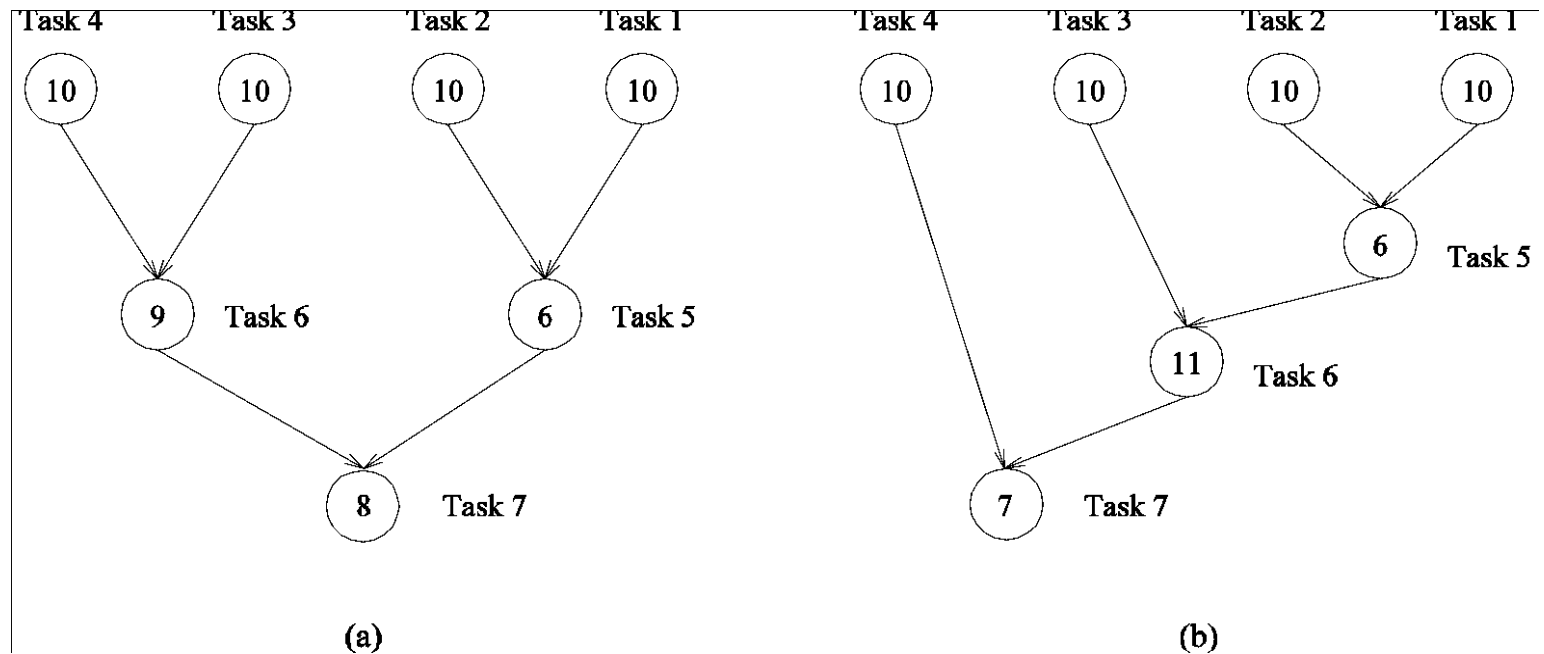 Task 4 Task 3 Task 2 Task 1 Task 4 Task 3 Task 2 Task 1
10 10 10 10 10 10 10 10
6 Task 5
9 Task 6 6 Task 5
11 Task 6
8 Task 7 7 Task 7
(a) (b)